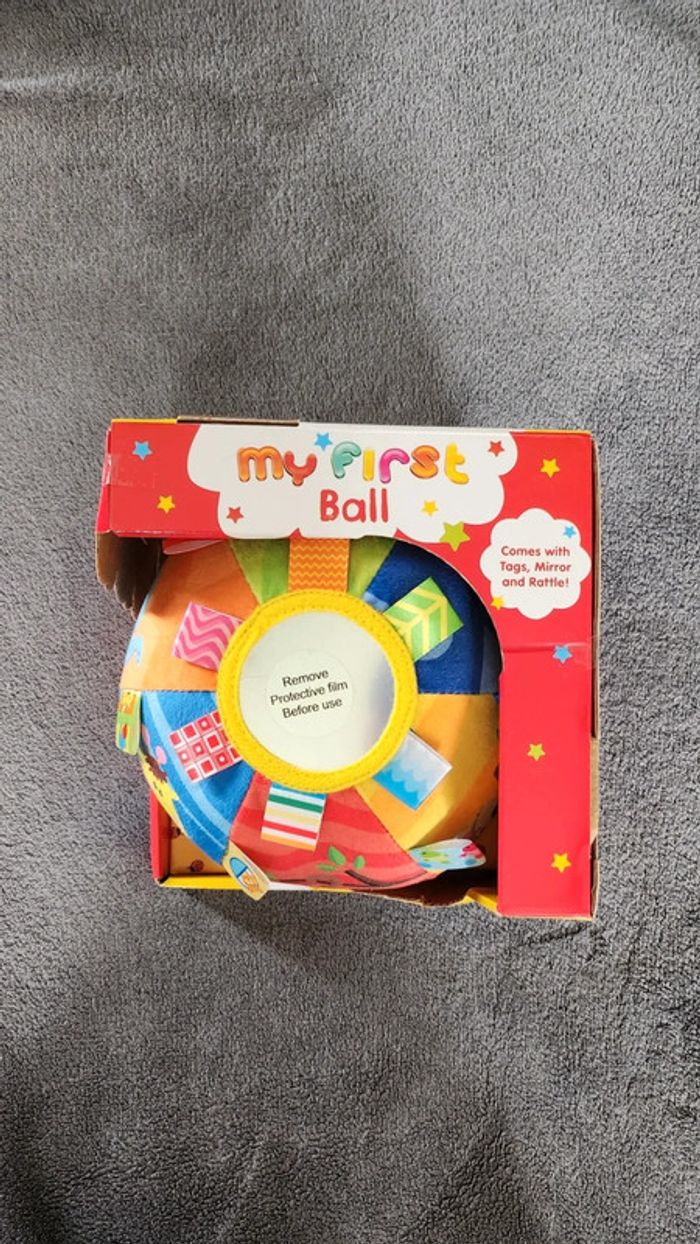 my first
Ball
Comes with
Tags, Mirror
and Rattle!
Remove
Protective film
Before use